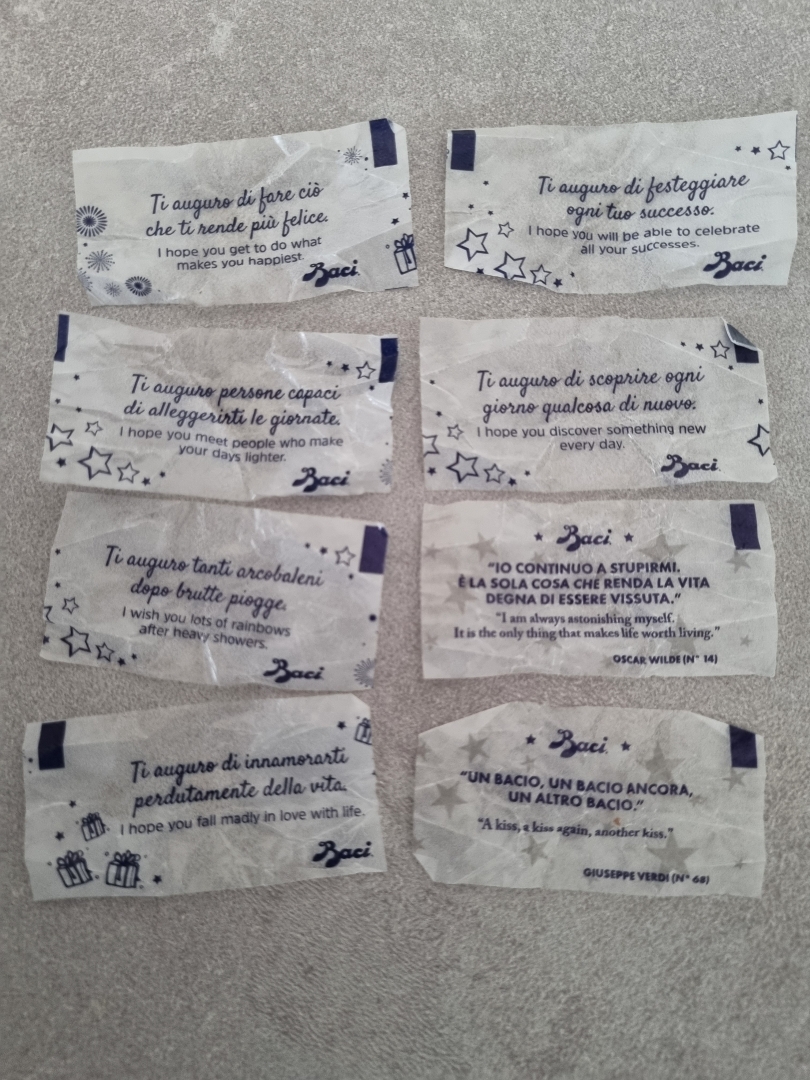 Ti auguro di fare ciò
che ti rende più felice.
I hope you get to do what
makes you happiest.
Baci
Ti auguro di festeggiare
ogni tuo successo.
I hope you will be able to celebrate
all your successes.
Baci
Ti auguro persone capaci
di alleggerirti le giornate.
I hope you meet people who make
your days lighter.
Baci
Ti auguro di scoprire ogni
giorno qualcosa di nuovo.
I hope you discover something new
every day.
Baci
Ti auguro tanti arcobaleni
dopo brutte piogge.
I wish you lots of rainbows
after heavy showers.
Baci
Baci
"IO CONTINUO A STUPIRMI.
È LA SOLA COSA CHE RENDA LA VITA
DEGNA DI ESSERE VISSUTA."
"I am always astonishing myself.
It is the only thing that makes life worth living."
OSCAR WILDE (N° 14)
Ti auguro di innamorarti
perdutamente della vita.
I hope you fall madly in love with life.
Baci
Baci
"UN BACIO, UN BACIO ANCORA,
UN ALTRO BACIO."
"A kiss, a kiss again, another kiss."
GIUSEPPE VERDI (N° 68)